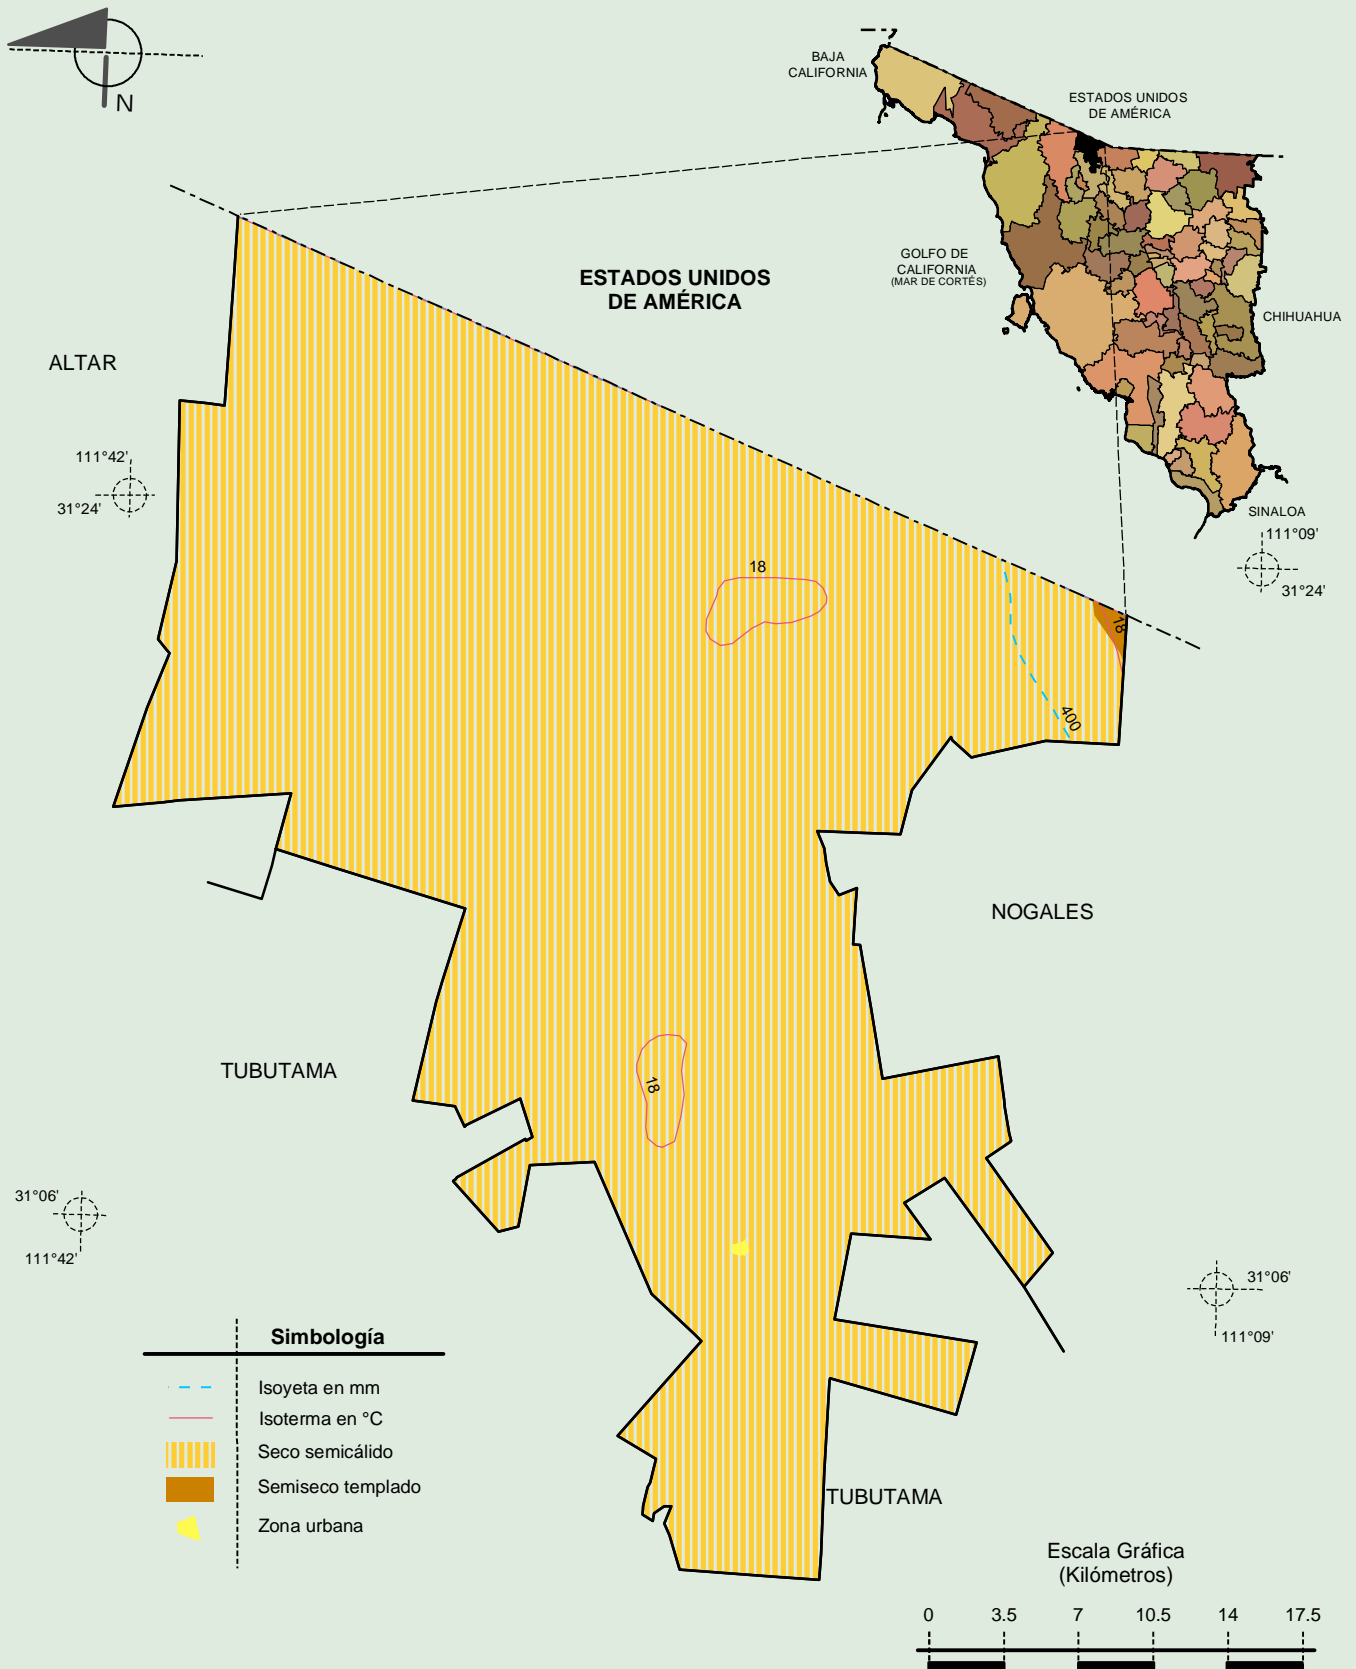 N
BAJA
CALIFORNIA
ESTADOS UNIDOS
DE AMÉRICA
GOLFO DE
CALIFORNIA
(MAR DE CORTÉS)
CHIHUAHUA
SINALOA
ESTADOS UNIDOS
DE AMÉRICA
ALTAR
111°42'
31°24'
111°09'
31°24'
18
18
400
NOGALES
TUBUTAMA
18
31°06'
111°42'
31°06'
111°09'
Simbología
Isoyeta en mm
Isoterma en °C
Seco semicálido
Semiseco templado
Zona urbana
TUBUTAMA
Escala Gráfica
(Kilómetros)
0 3.5 7 10.5 14 17.5